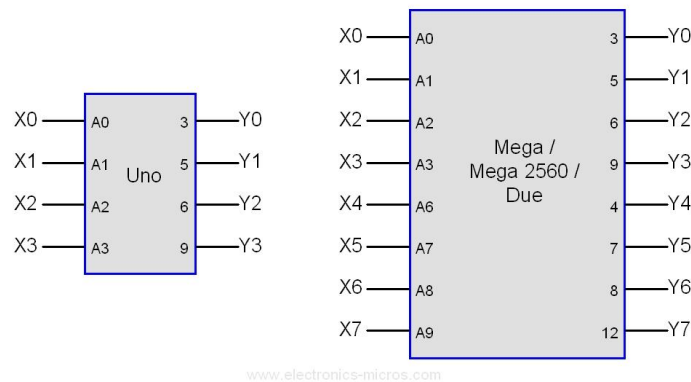 X0 A0 3 Y0
X1 A1 5 Y1
Uno
X2 A2 6 Y2
X3 A3 9 Y3
X0 A0 3 Y0
X1 A1 5 Y1
X2 A2 6 Y2
Mega /
Mega 2560 /
Due
X3 A3 9 Y3
X4 A6 4 Y4
X5 A7 7 Y5
X6 A8 8 Y6
X7 A9 12 Y7
www.electronics-micros.com